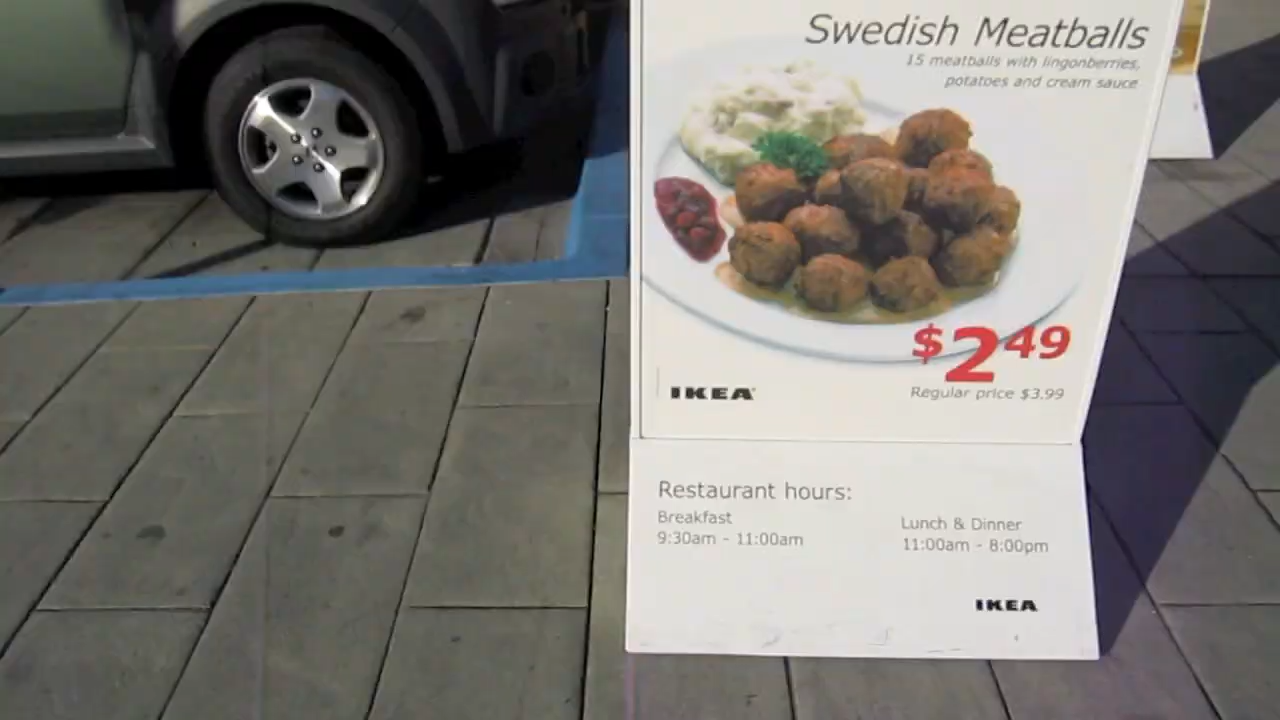 Swedish Meatballs
15 meatballs with lingonberries,
potatoes and cream sauce
$2 49
Regular price $3.99
IKEA
Restaurant hours:
Breakfast
9:30am - 11:00am
Lunch & Dinner
11:00am - 8:00pm
IKEA